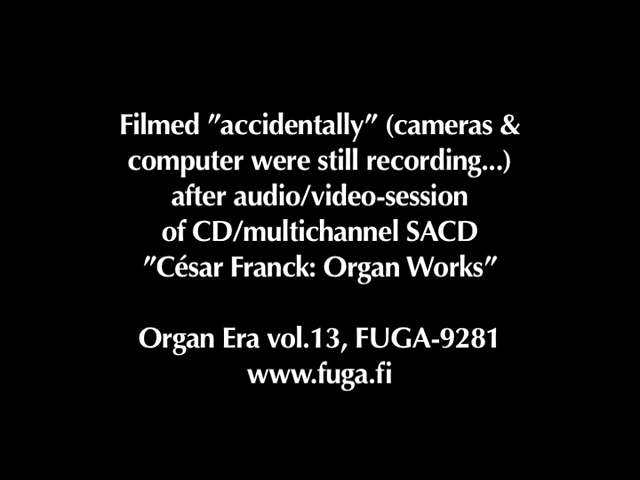 Filmed ”accidentally” (cameras &
computer were still recording...)
after audio/video-session
of CD/multichannel SACD
”César Franck: Organ Works”
Organ Era vol.13, FUGA-9281
www.fuga.fi